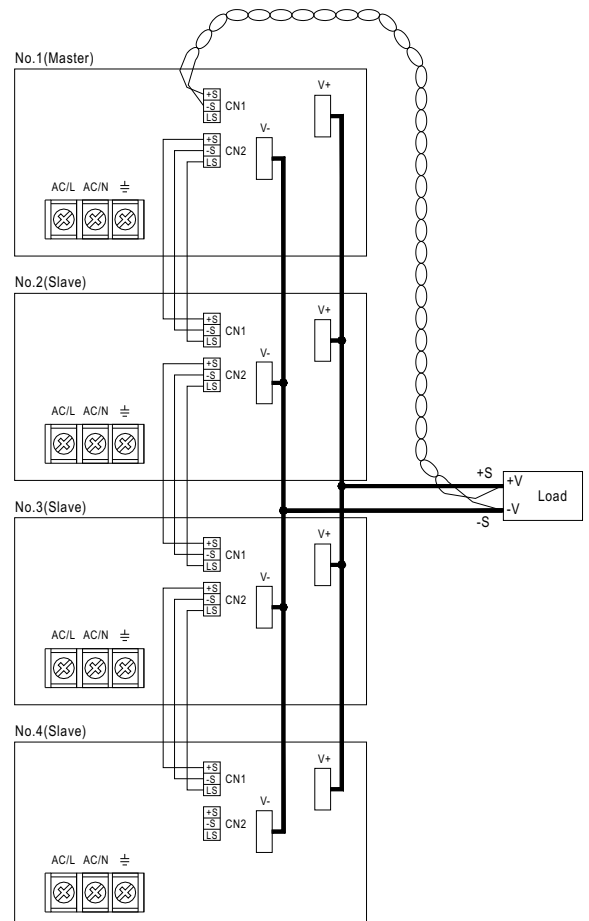 No.1(Master)
+S
-S
LS
CN1
V+
+S
-S
LS
CN2
V-
AC/L AC/N ⏚
No.2(Slave)
+S
-S
LS
CN1
V+
+S
-S
LS
CN2
V-
AC/L AC/N ⏚
+S
+V
-V
Load
-S
No.3(Slave)
+S
-S
LS
CN1
V+
+S
-S
LS
CN2
V-
AC/L AC/N ⏚
No.4(Slave)
+S
-S
LS
CN1
V+
+S
-S
LS
CN2
V-
AC/L AC/N ⏚